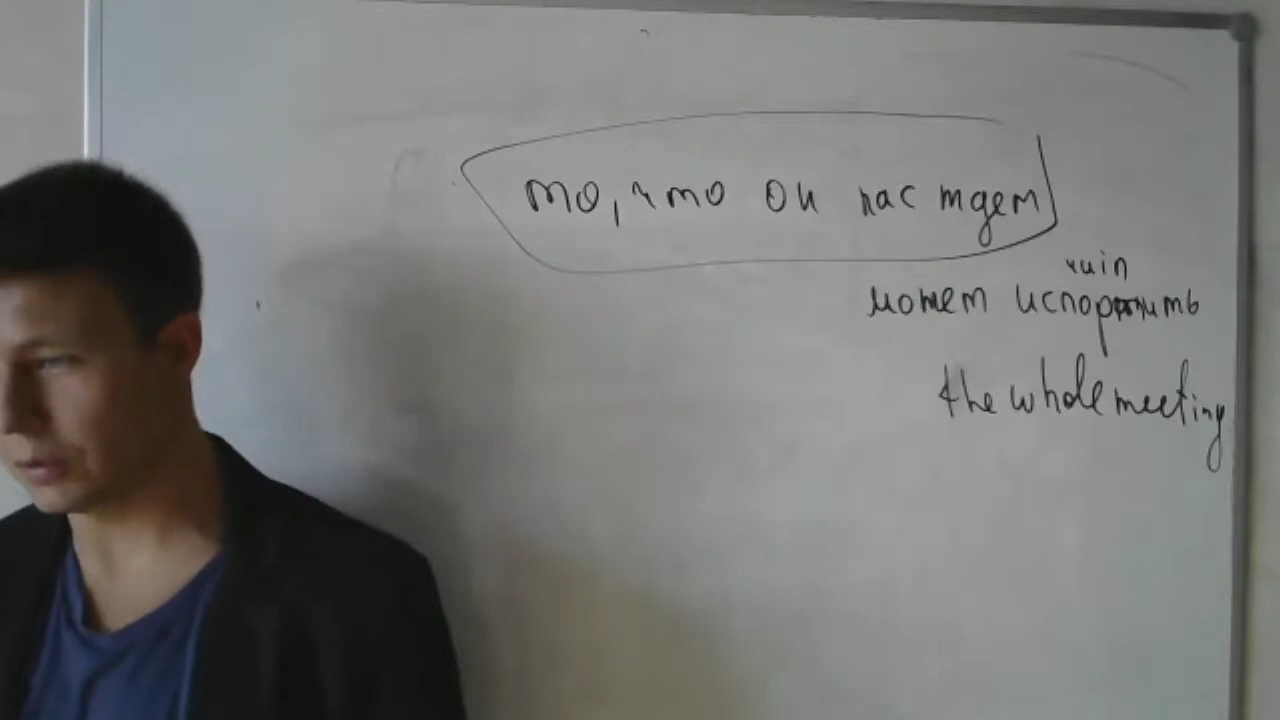 то, что он нас ждет
ruin
может испортить
the whole meeting